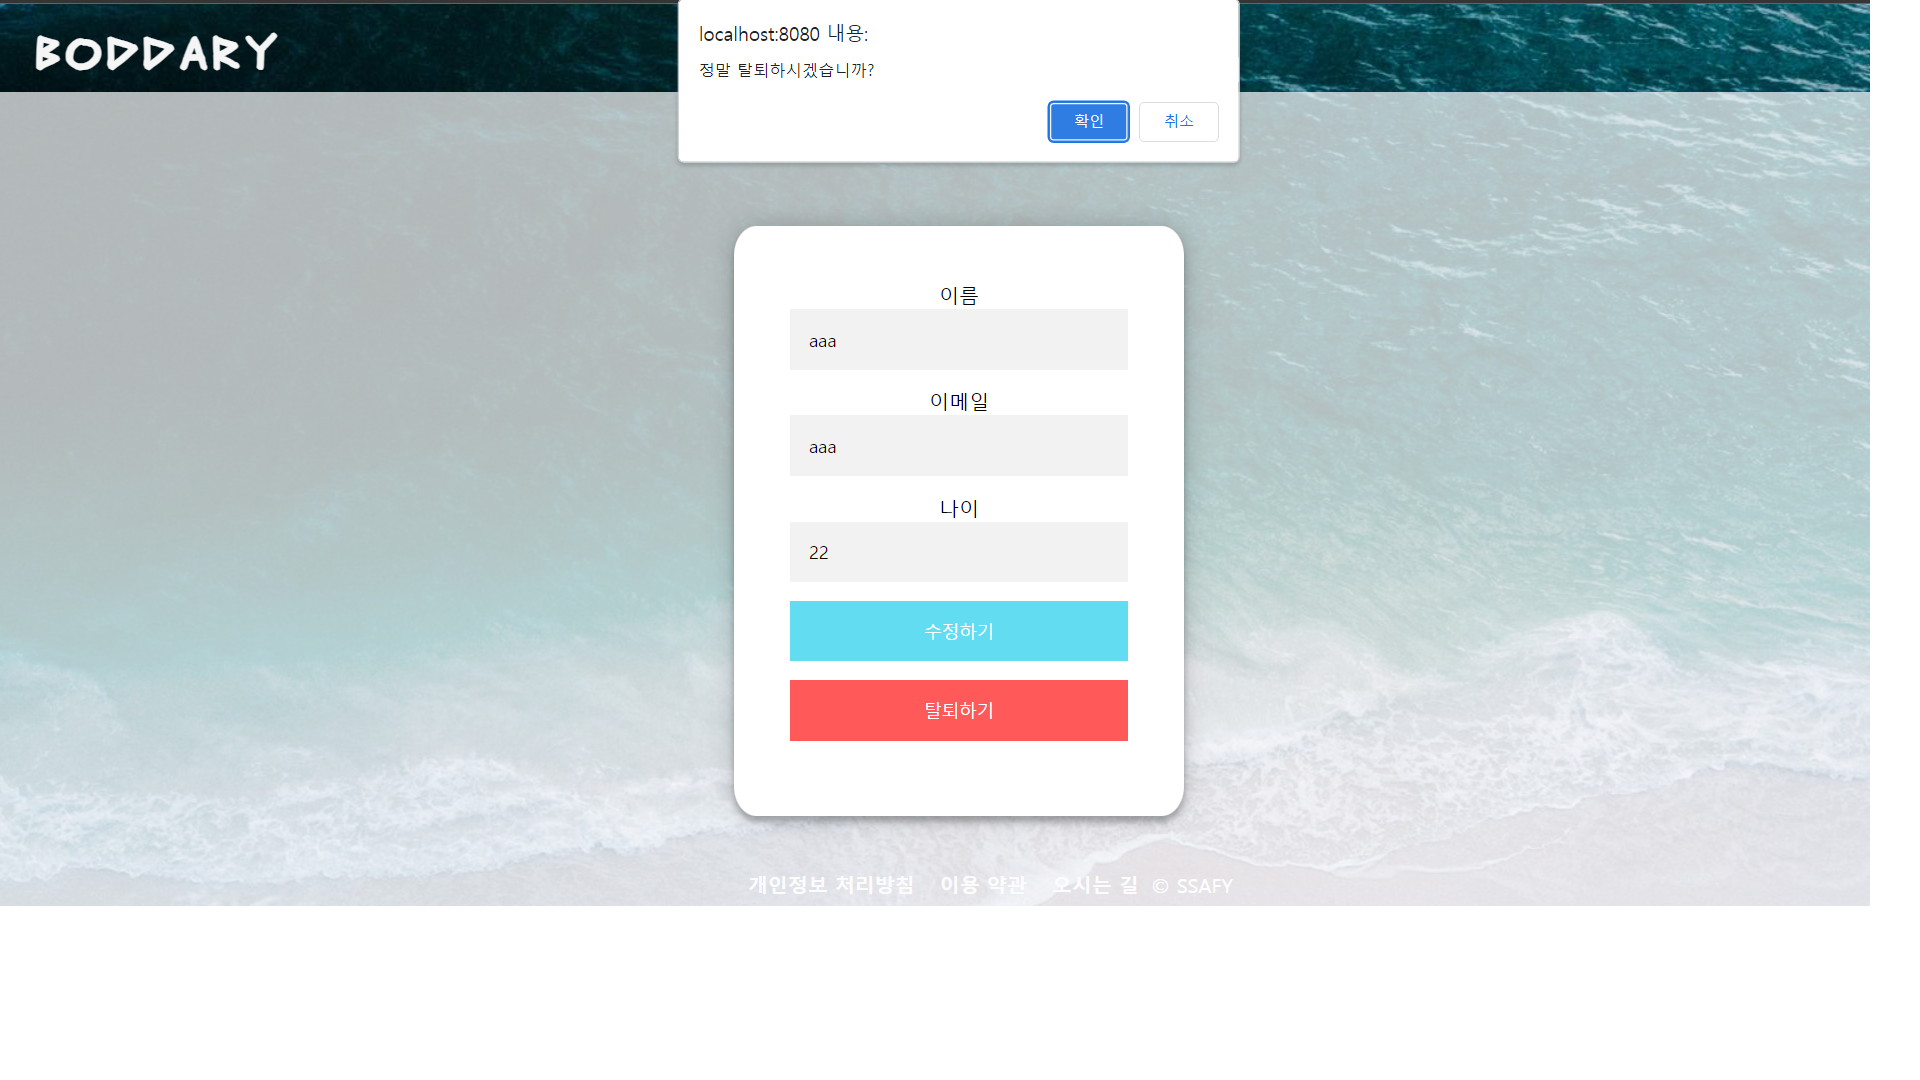 BODDARY
localhost:8080 내용:
정말 탈퇴하시겠습니까?
확인 취소
이름
aaa
이메일
aaa
나이
22
수정하기
탈퇴하기
개인정보 처리방침 이용 약관 오시는 길 © SSAFY